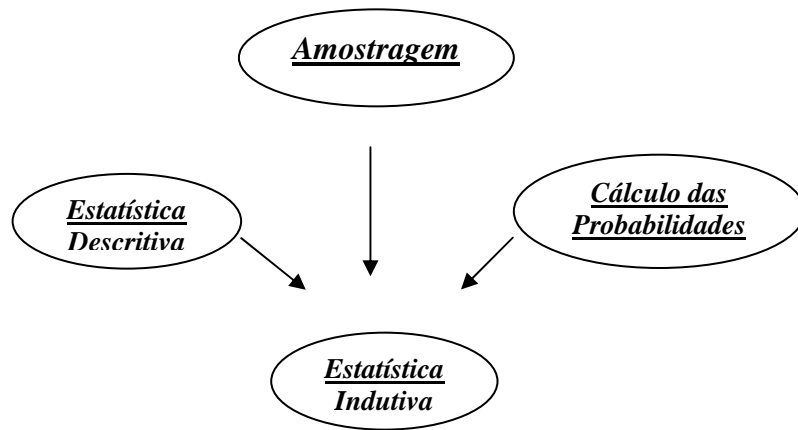 Amostragem
Estatística
Descritiva
Cálculo das
Probabilidades
Estatística
Indutiva